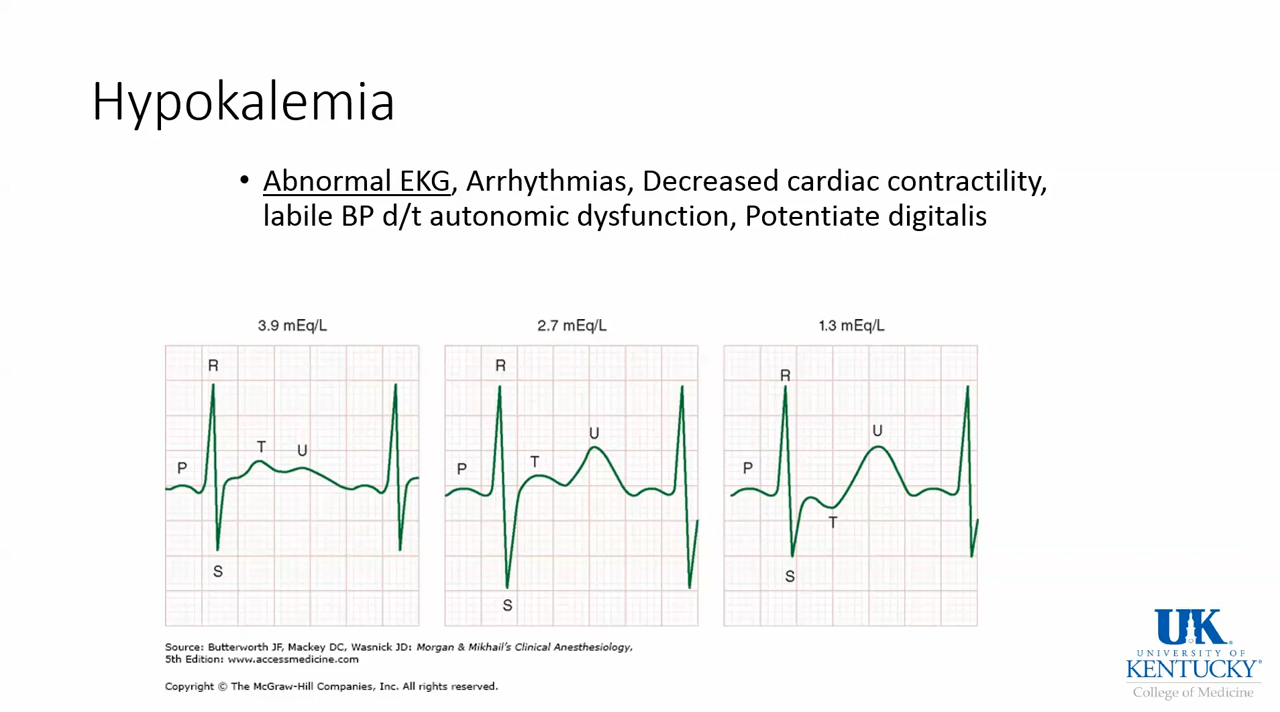 Hypokalemia
• Abnormal EKG, Arrhythmias, Decreased cardiac contractility,
labile BP d/t autonomic dysfunction, Potentiate digitalis
3.9 mEq/L
R
P
T
U
S
2.7 mEq/L
R
P
T
U
S
1.3 mEq/L
R
P
T
U
S
Source: Butterworth JF, Mackey DC, Wasnick JD: Morgan & Mikhail's Clinical Anesthesiology,
5th Edition: www.accessmedicine.com
Copyright © The McGraw-Hill Companies, Inc. All rights reserved.
UK®
UNIVERSITY OF
KENTUCKY®
College of Medicine